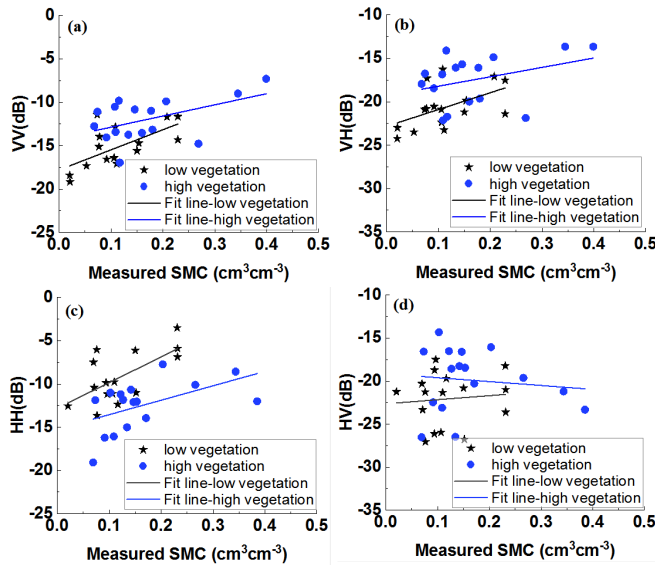 (a)
VV(dB)
-5
-10
-15
-20
-25
0.0 0.1 0.2 0.3 0.4 0.5
Measured SMC (cm³cm⁻³)
low vegetation
high vegetation
Fit line-low vegetation
Fit line-high vegetation
(b)
VH(dB)
-10
-15
-20
-25
-30
0.0 0.1 0.2 0.3 0.4 0.5
Measured SMC (cm³cm⁻³)
low vegetation
high vegetation
Fit line-low vegetation
Fit line-high vegetation
(c)
HH(dB)
0
-5
-10
-15
-20
-25
0.0 0.1 0.2 0.3 0.4 0.5
Measured SMC (cm³cm⁻³)
low vegetation
high vegetation
Fit line-low vegetation
Fit line-high vegetation
(d)
HV(dB)
-10
-15
-20
-25
-30
-35
0.0 0.1 0.2 0.3 0.4 0.5
Measured SMC (cm³cm⁻³)
low vegetation
high vegetation
Fit line-low vegetation
Fit line-high vegetation